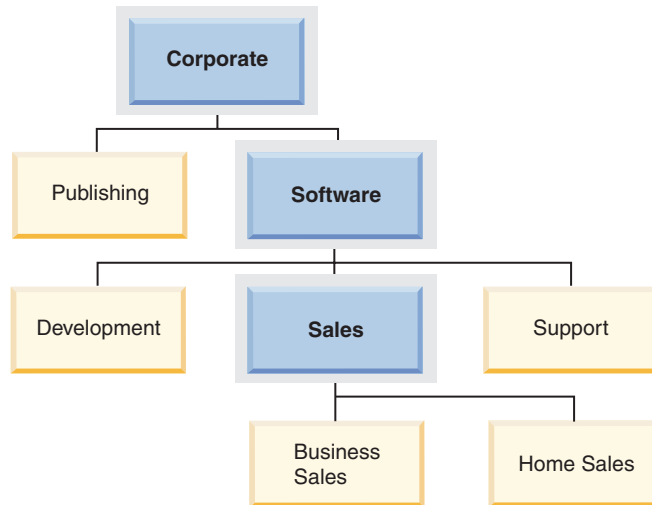 Corporate
Publishing
Software
Development
Sales
Support
Business
Sales
Home Sales